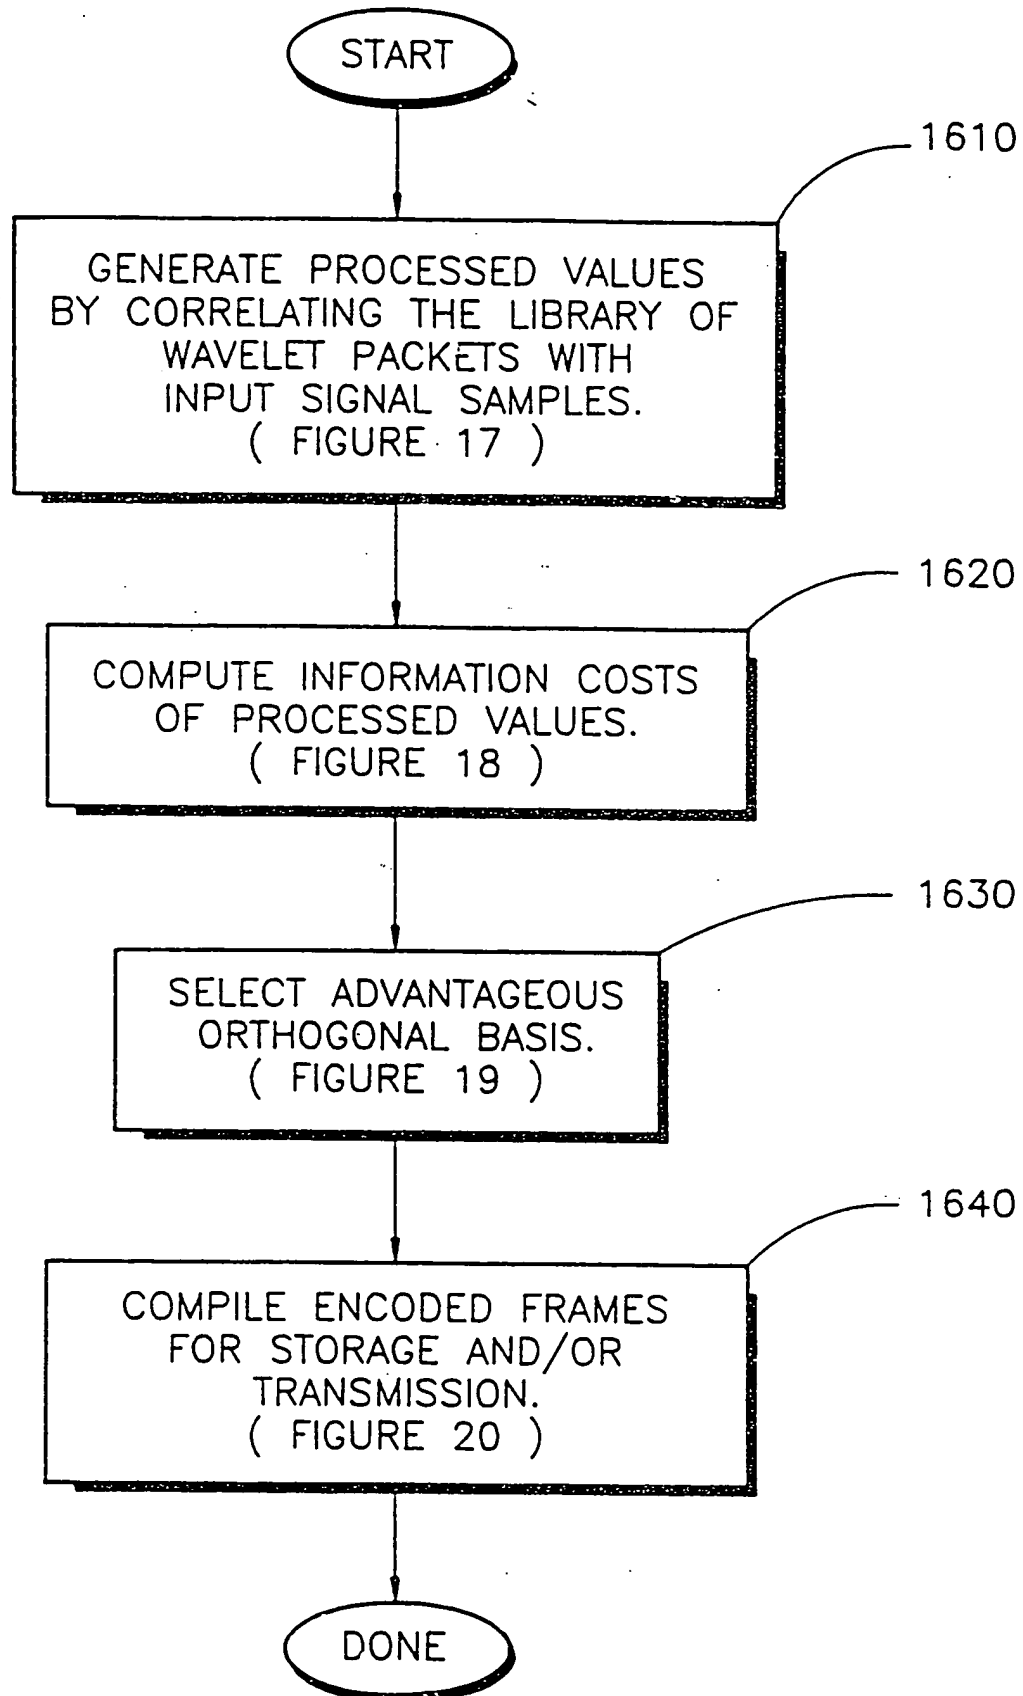 START
1610
GENERATE PROCESSED VALUES
BY CORRELATING THE LIBRARY OF
WAVELET PACKETS WITH
INPUT SIGNAL SAMPLES.
( FIGURE 17 )
1620
COMPUTE INFORMATION COSTS
OF PROCESSED VALUES.
( FIGURE 18 )
1630
SELECT ADVANTAGEOUS
ORTHOGONAL BASIS.
( FIGURE 19 )
1640
COMPILE ENCODED FRAMES
FOR STORAGE AND/OR
TRANSMISSION.
( FIGURE 20 )
DONE